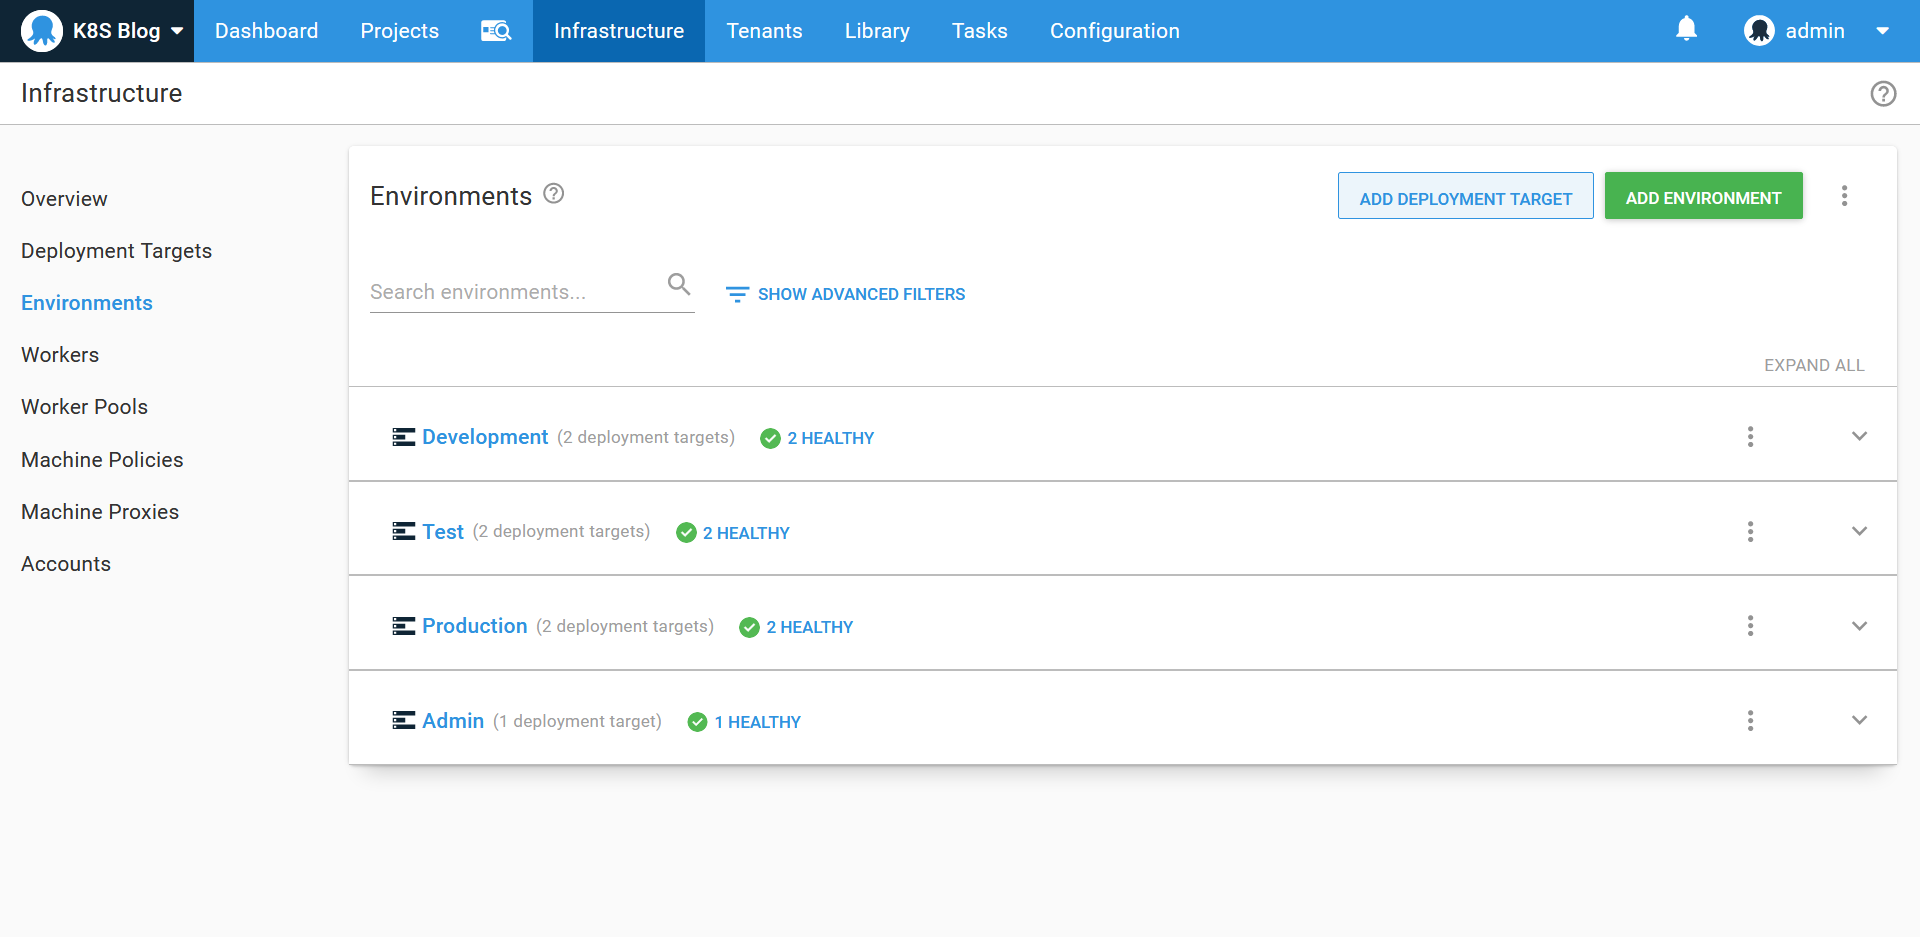 K8S Blog
Dashboard
Projects
Infrastructure
Tenants
Library
Tasks
Configuration
admin
Infrastructure
Overview
Deployment Targets
Environments
Workers
Worker Pools
Machine Policies
Machine Proxies
Accounts
Environments
ADD DEPLOYMENT TARGET
ADD ENVIRONMENT
Search environments...
SHOW ADVANCED FILTERS
EXPAND ALL
Development (2 deployment targets) 2 HEALTHY
Test (2 deployment targets) 2 HEALTHY
Production (2 deployment targets) 2 HEALTHY
Admin (1 deployment target) 1 HEALTHY